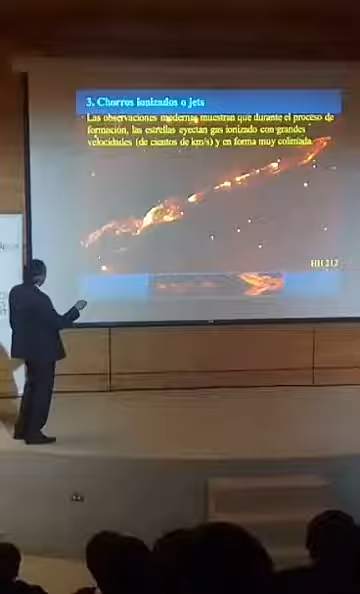 3. Chorros ionizados o jets
Las observaciones modernas muestran que durante el proceso de
formación, las estrellas eyectan gas ionizado con grandes
velocidades (de cientos de km/s) y en forma muy colimada.
HH 212